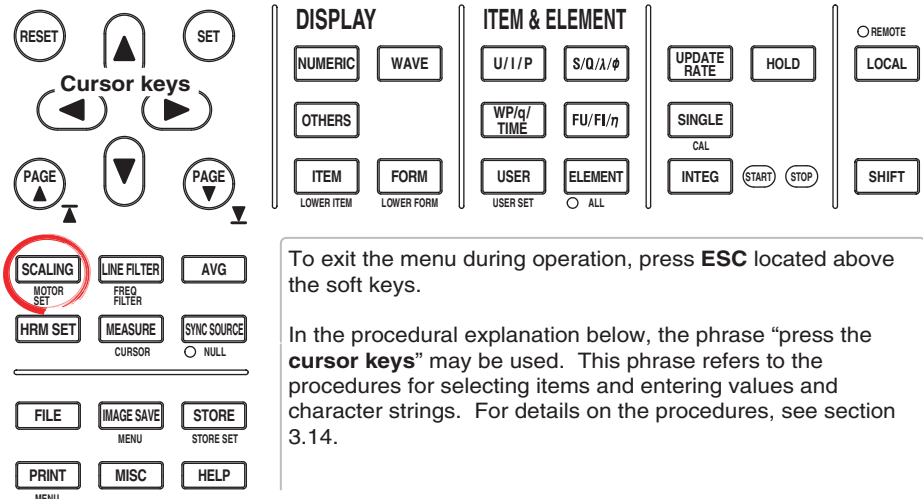 RESET
SET
Cursor keys
PAGE
PAGE
DISPLAY
NUMERIC
WAVE
OTHERS
ITEM
FORM
LOWER ITEM
LOWER FORM
ITEM & ELEMENT
U/I/P
S/Q/λ/φ
WP/q/
TIME
FU/FI/η
USER
ELEMENT
USER SET
ALL
UPDATE
RATE
HOLD
SINGLE
CAL
INTEG
START
STOP
REMOTE
LOCAL
SHIFT
SCALING
LINE FILTER
AVG
MOTOR
SET
FREQ
FILTER
HRM SET
MEASURE
SYNC SOURCE
CURSOR
NULL
FILE
IMAGE SAVE
STORE
MENU
STORE SET
PRINT
MISC
HELP
MENU
To exit the menu during operation, press ESC located above
the soft keys.
In the procedural explanation below, the phrase “press the
cursor keys” may be used. This phrase refers to the
procedures for selecting items and entering values and
character strings. For details on the procedures, see section
3.14.